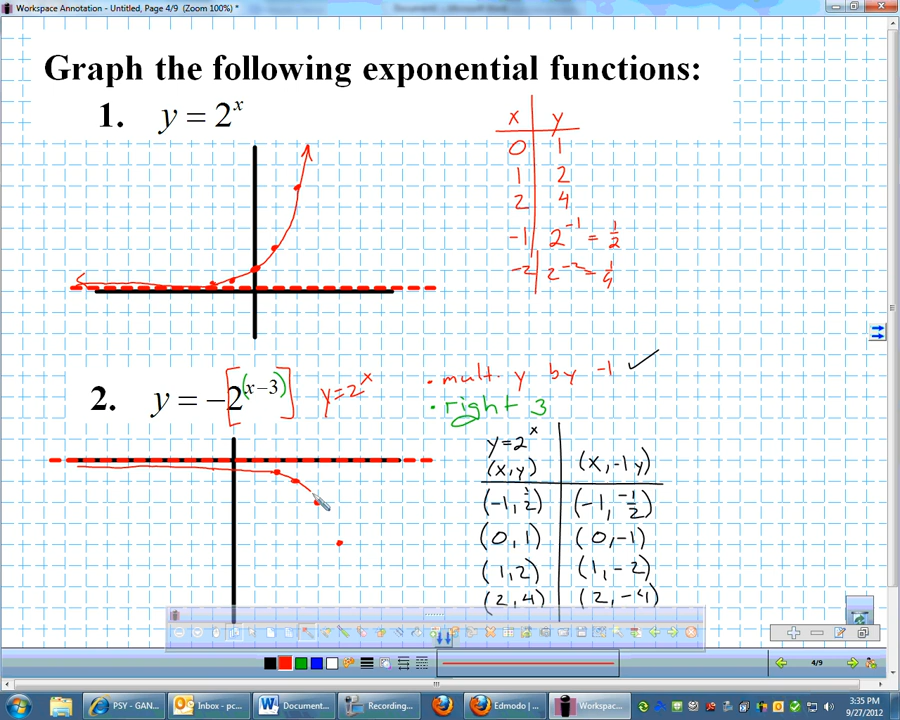 Workspace Annotation - Untitled, Page 4/9 (Zoom 100%) *
Graph the following exponential functions:
1. y = 2^x
x | y
0 | 1
1 | 2
2 | 4
-1 | 2^-1 = 1/2
-2 | 2^-2 = 1/4
2. y = -2^(x-3)
y=2^x
• mult. y by -1 ✓
• right 3
y=2^x
(x,y) | (x,-1y)
(-1, 1/2) | (-1, -1/2)
(0,1) | (0,-1)
(1,2) | (1,-2)
(2,4) | (2,-4)
4/9
PSY - GAN...
Inbox - pc...
Document...
Recording...
Edmodo | ...
Workspac...
3:35 PM
9/27/2012